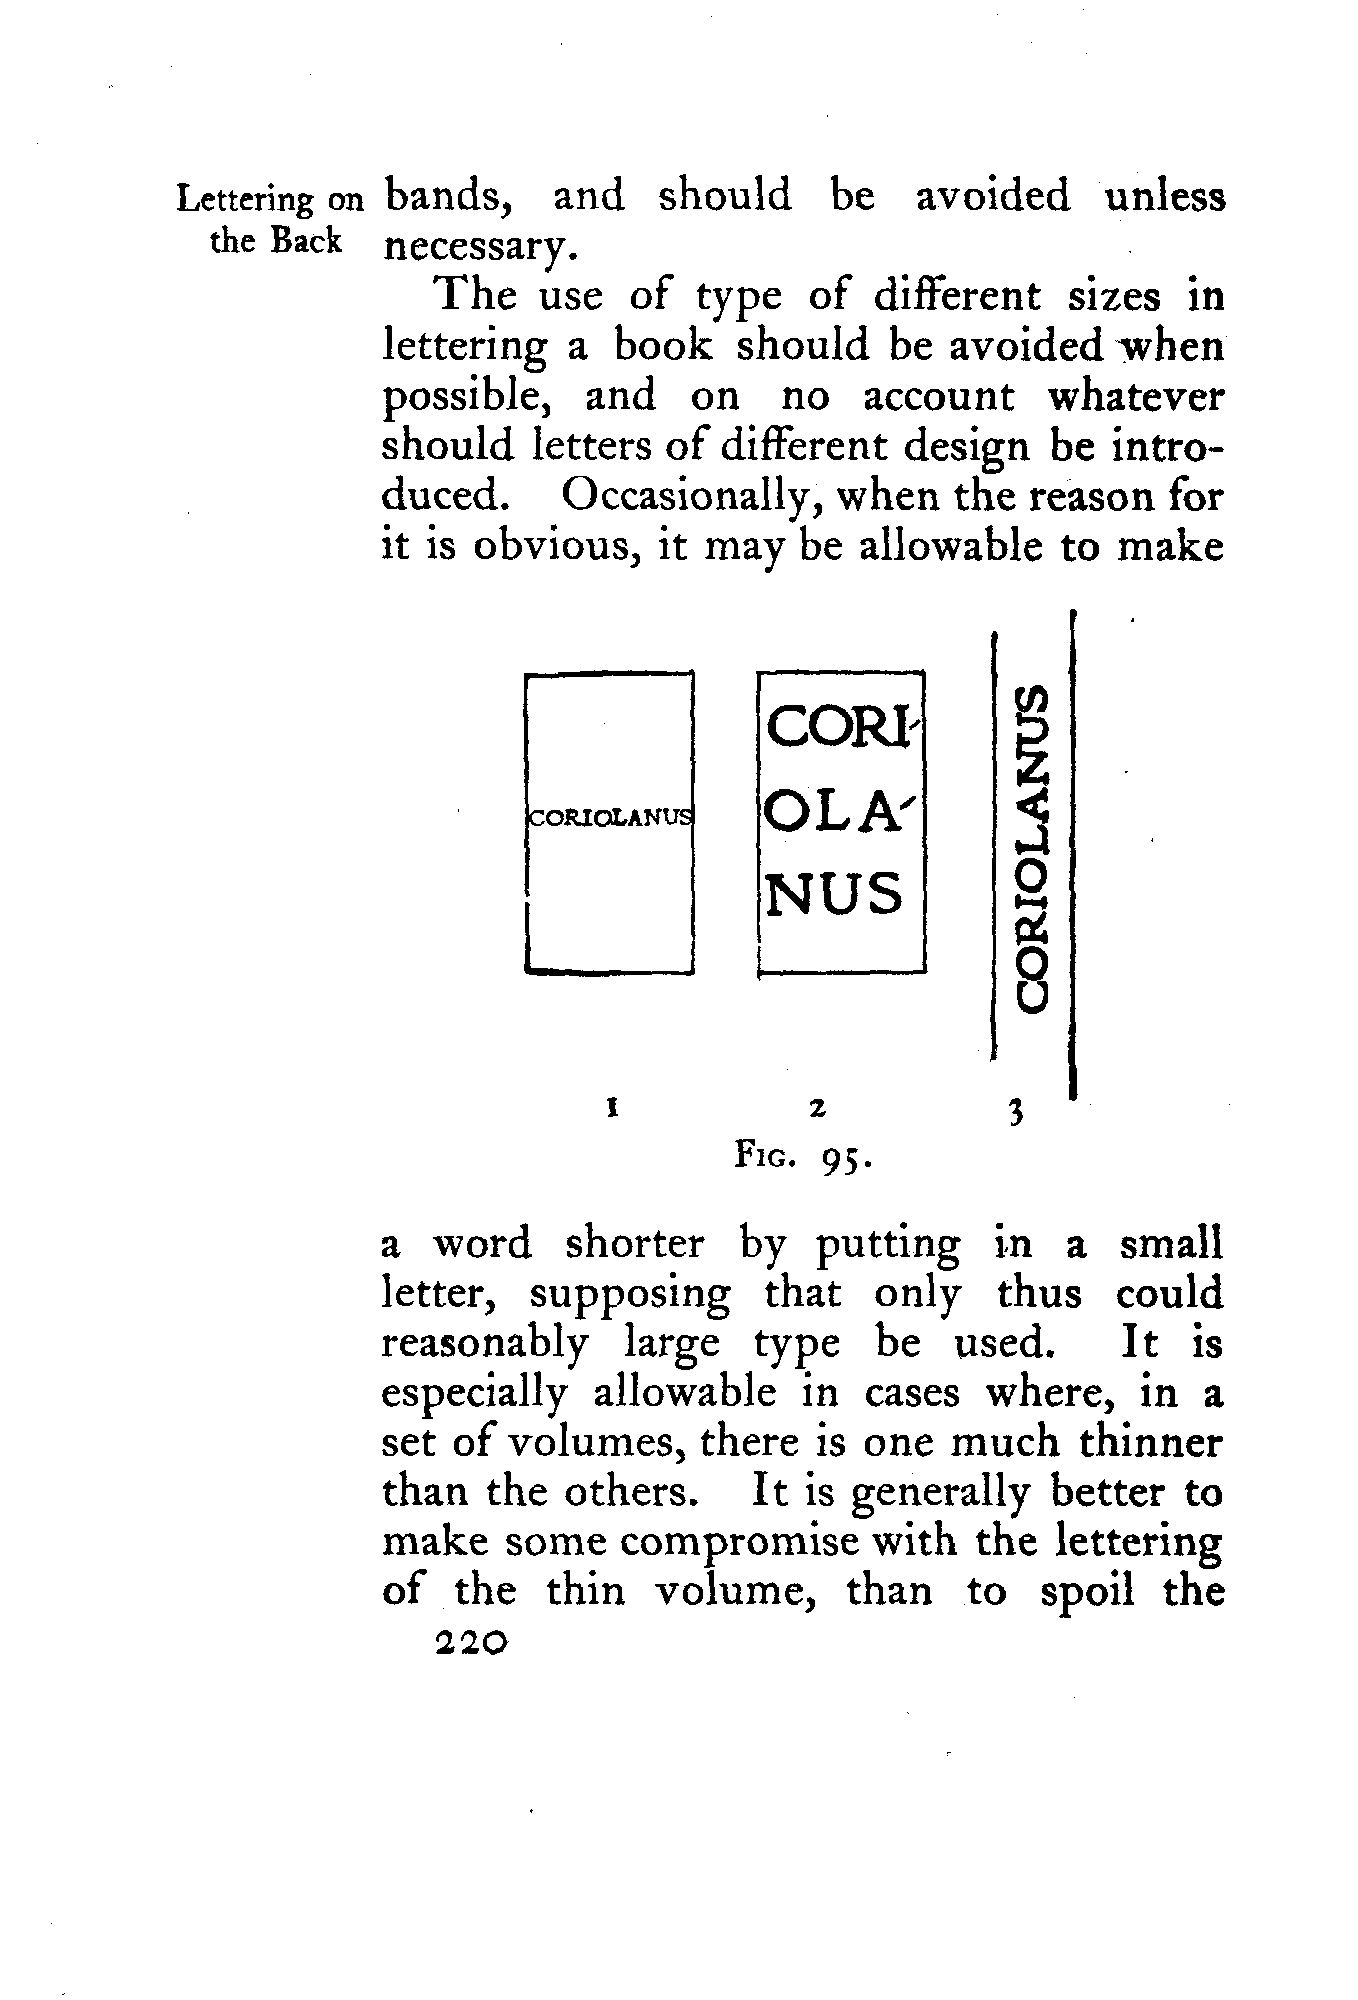 Lettering on
the Back
bands, and should be avoided unless
necessary.
The use of type of different sizes in
lettering a book should be avoided when
possible, and on no account whatever
should letters of different design be intro-
duced. Occasionally, when the reason for
it is obvious, it may be allowable to make
CORIOLANUS
CORI-
OLA-
NUS
CORIOLANUS
1 2 3
FIG. 95.
a word shorter by putting in a small
letter, supposing that only thus could
reasonably large type be used. It is
especially allowable in cases where, in a
set of volumes, there is one much thinner
than the others. It is generally better to
make some compromise with the lettering
of the thin volume, than to spoil the
220